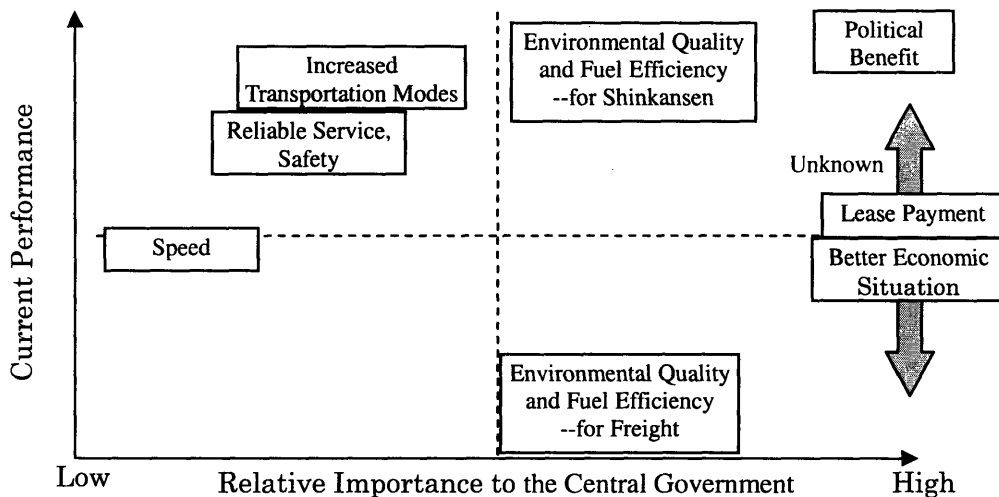 Current Performance
Increased
Transportation Modes
Reliable Service,
Safety
Environmental Quality
and Fuel Efficiency
--for Shinkansen
Political
Benefit
Unknown
Lease Payment
Speed
Better Economic
Situation
Environmental Quality
and Fuel Efficiency
--for Freight
Low
Relative Importance to the Central Government
High